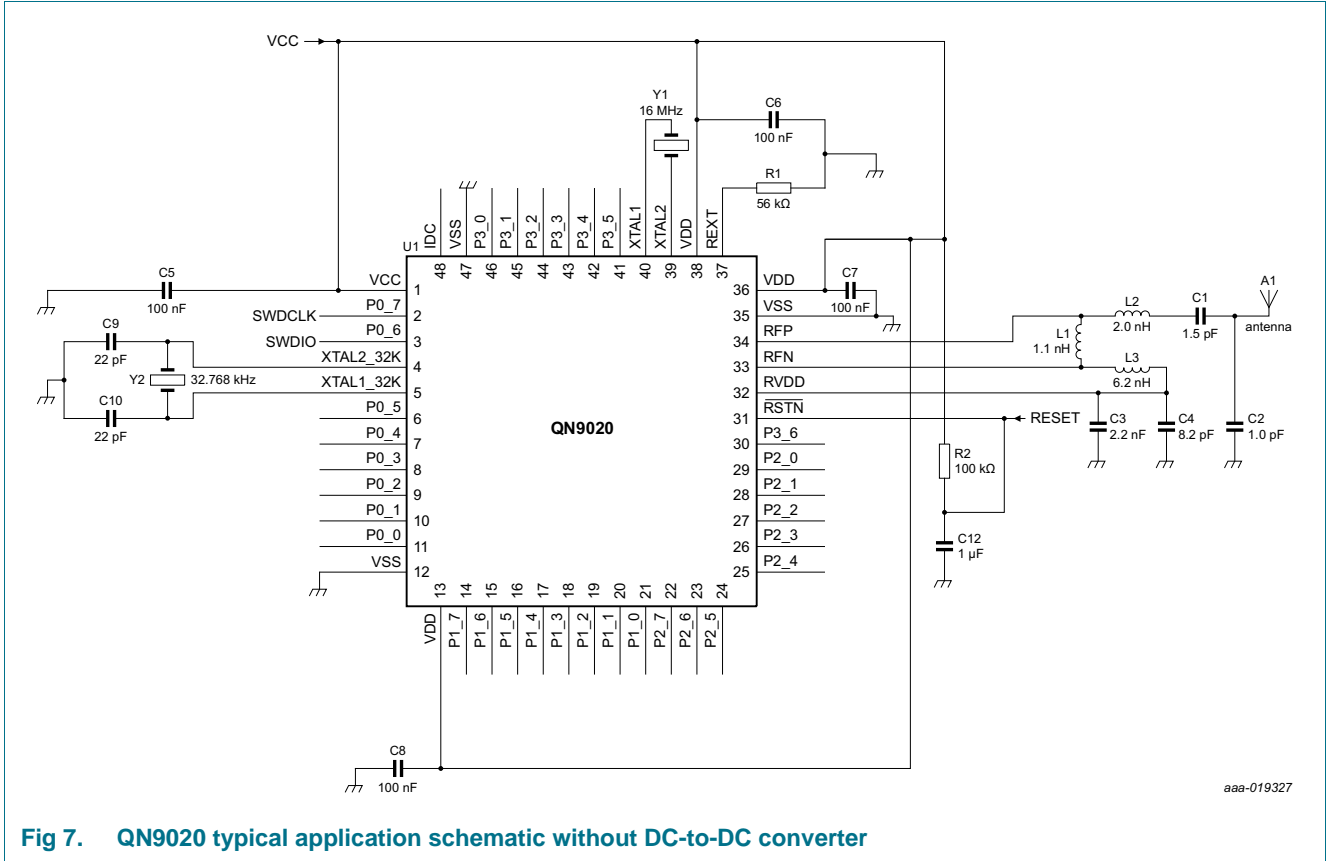 VCC
Y1
16 MHz
C6
100 nF
R1
56 kΩ
U1
IDC
VSS
P3_0
P3_1
P3_2
P3_3
P3_4
P3_5
XTAL1
XTAL2
VDD
REXT
48
47
46
45
44
43
42
41
40
39
38
37
C5
100 nF
C9
22 pF
Y2
32.768 kHz
C10
22 pF
SWDCLK
SWDIO
VCC
1
P0_7
2
P0_6
3
XTAL2_32K
4
XTAL1_32K
5
P0_5
6
P0_4
7
P0_3
8
P0_2
9
P0_1
10
P0_0
11
VSS
12
QN9020
36
VDD
35
VSS
34
RFP
33
RFN
32
RVDD
31
RSTN
30
P3_6
29
P2_0
28
P2_1
27
P2_2
26
P2_3
25
P2_4
C7
100 nF
L1
1.1 nH
L2
2.0 nH
L3
6.2 nH
C1
1.5 pF
A1
antenna
RESET
C3
2.2 nF
C4
8.2 pF
C2
1.0 pF
R2
100 kΩ
C12
1 μF
13
14
15
16
17
18
19
20
21
22
23
24
VDD
P1_7
P1_6
P1_5
P1_4
P1_3
P1_2
P1_1
P1_0
P2_7
P2_6
P2_5
C8
100 nF
aaa-019327
Fig 7. QN9020 typical application schematic without DC-to-DC converter